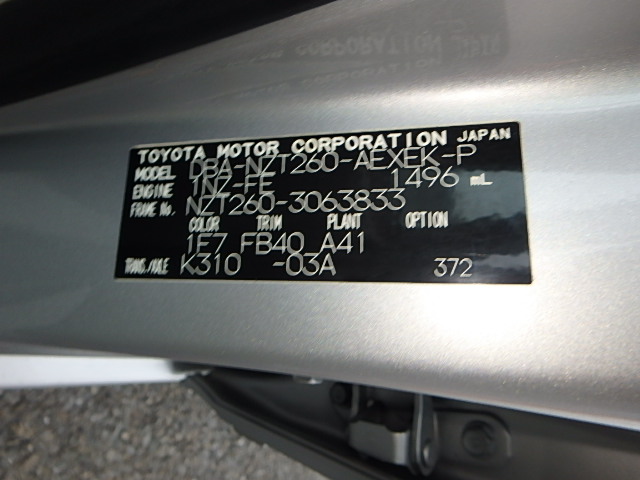 TOYOTA MOTOR CORPORATION JAPAN
MODEL DBA-NZT260-AEXEK-P
ENGINE 1NZ-FE 1496 mL
FRAME No. NZT260-3063833
COLOR TRIM PLANT OPTION
1F7 FB40 A41
TRANS./AXLE K310 -03A 372